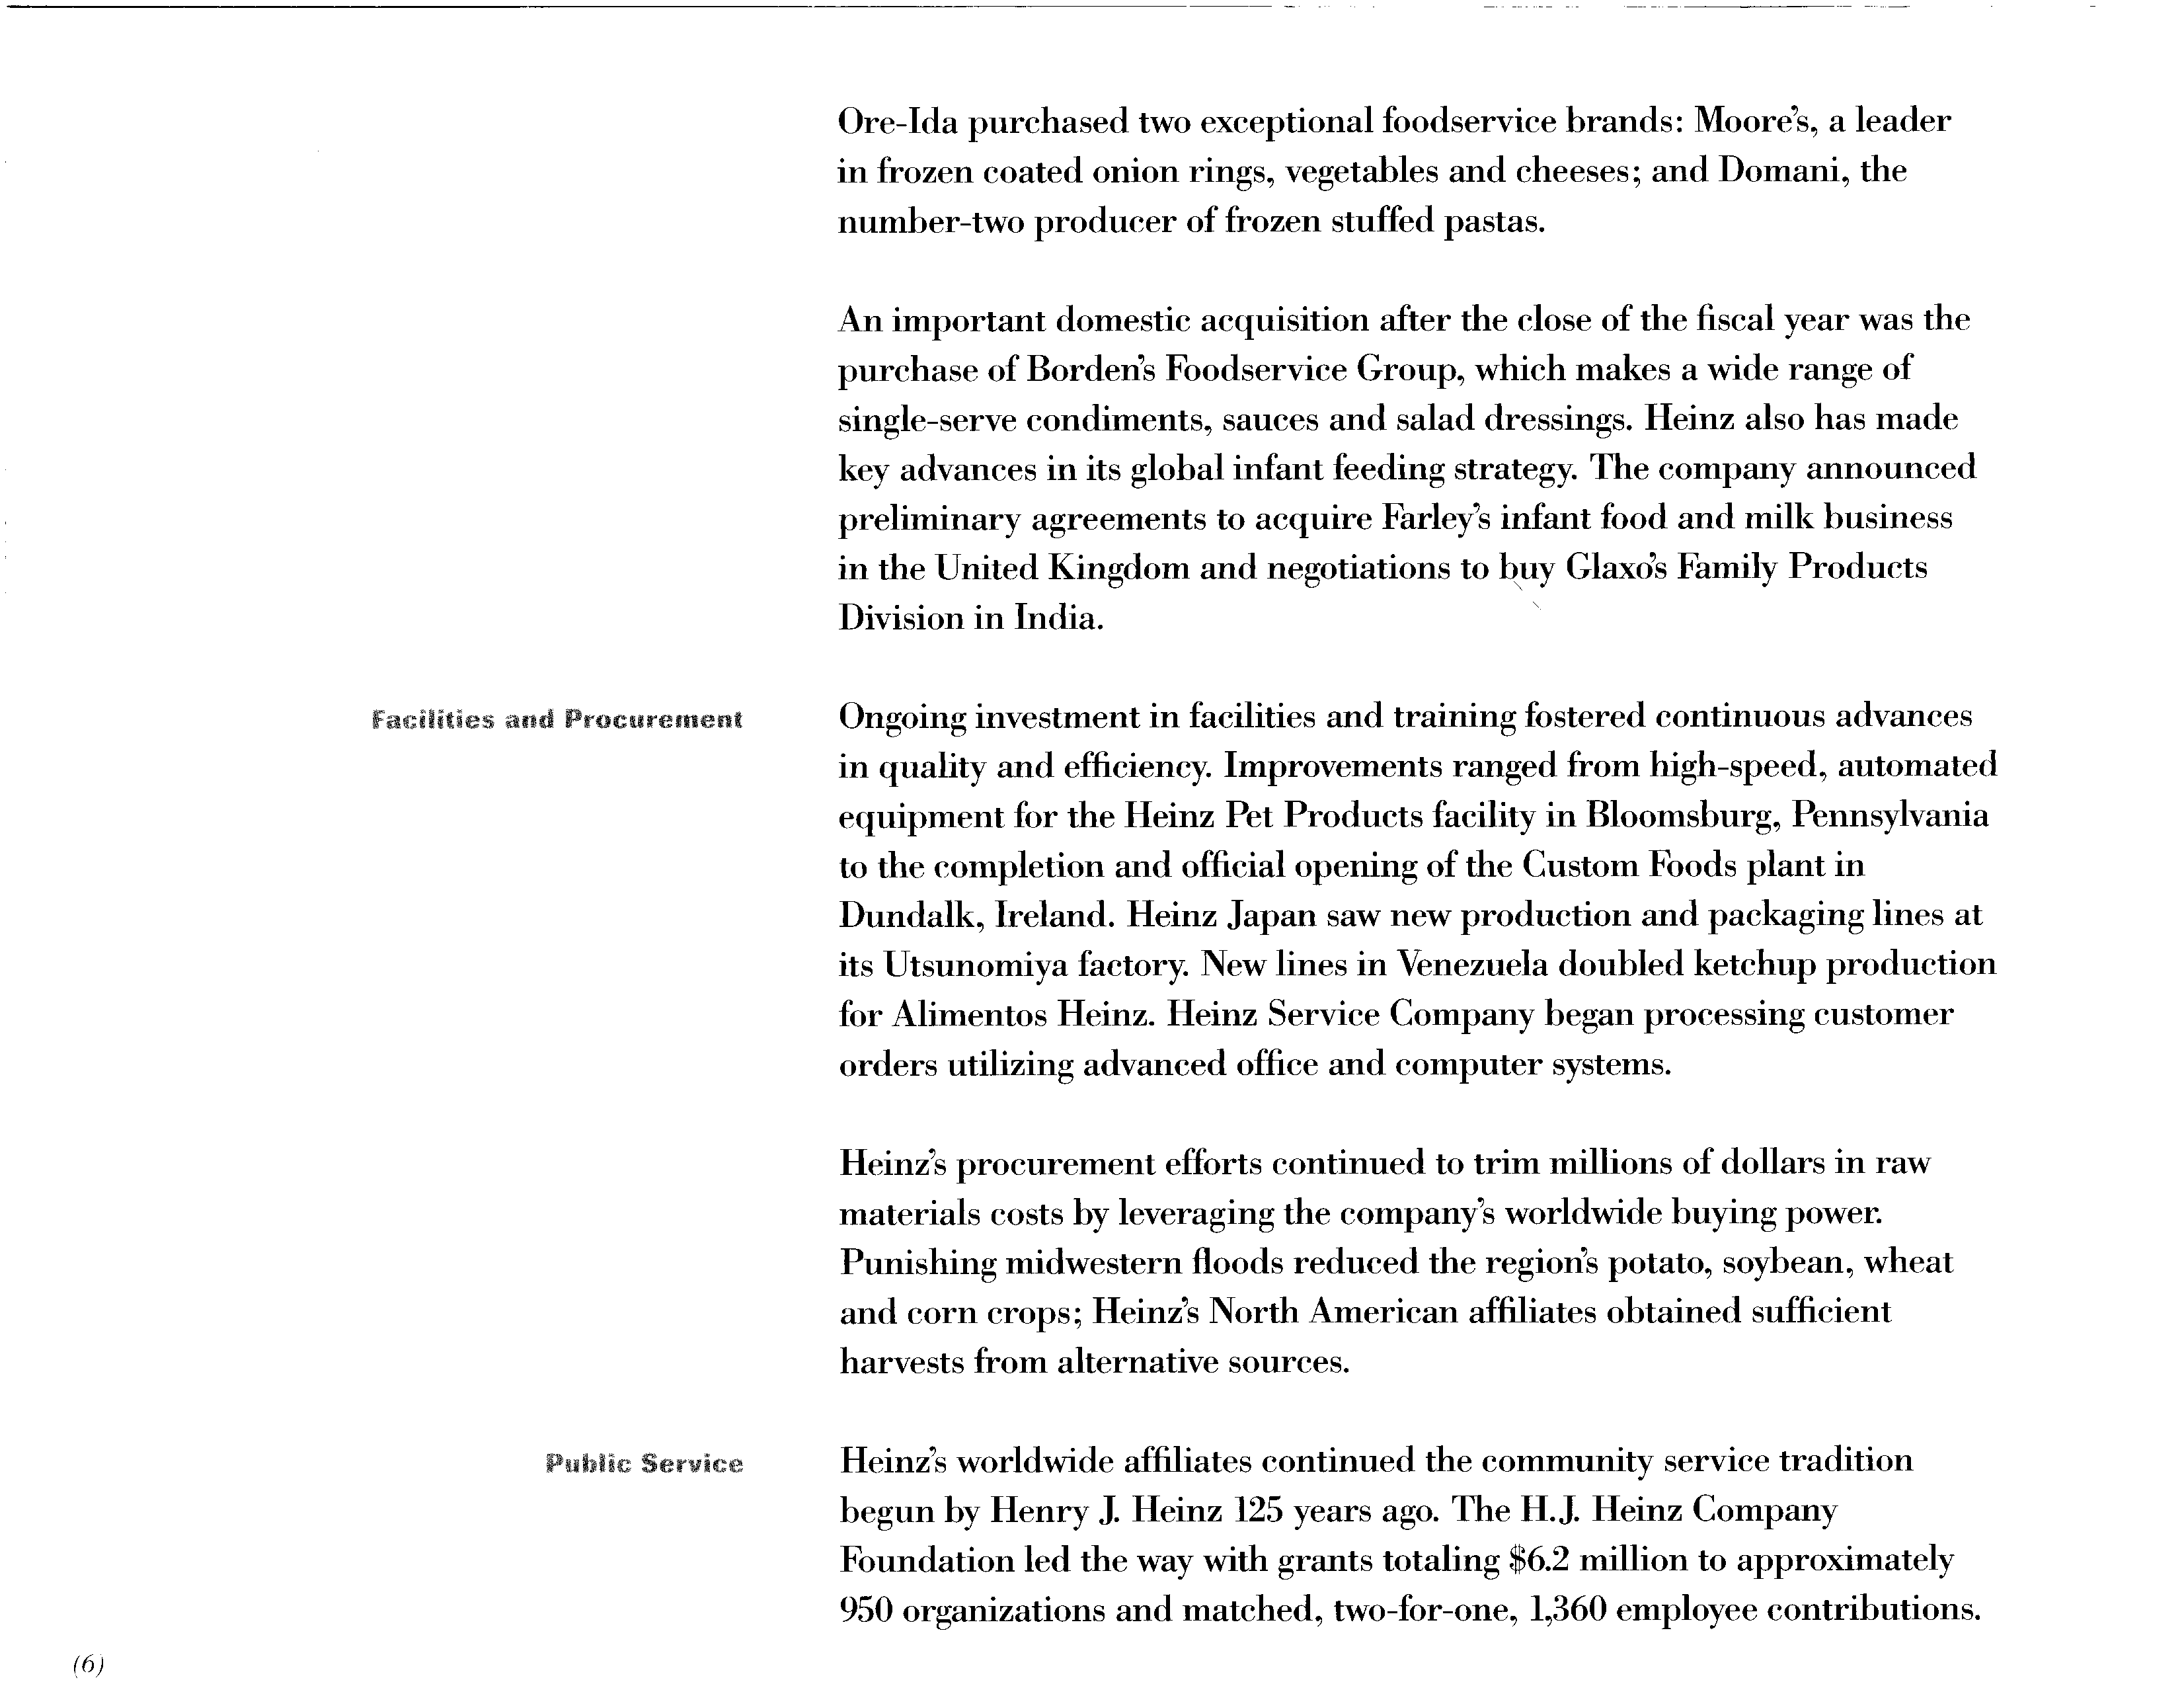 Ore-Ida purchased two exceptional foodservice brands: Moore's, a leader
in frozen coated onion rings, vegetables and cheeses; and Domani, the
number-two producer of frozen stuffed pastas.
An important domestic acquisition after the close of the fiscal year was the
purchase of Borden's Foodservice Group, which makes a wide range of
single-serve condiments, sauces and salad dressings. Heinz also has made
key advances in its global infant feeding strategy. The company announced
preliminary agreements to acquire Farley's infant food and milk business
in the United Kingdom and negotiations to buy Glaxo's Family Products
Division in India.
Facilities and Procurement
Ongoing investment in facilities and training fostered continuous advances
in quality and efficiency. Improvements ranged from high-speed, automated
equipment for the Heinz Pet Products facility in Bloomsburg, Pennsylvania
to the completion and official opening of the Custom Foods plant in
Dundalk, Ireland. Heinz Japan saw new production and packaging lines at
its Utsunomiya factory. New lines in Venezuela doubled ketchup production
for Alimentos Heinz. Heinz Service Company began processing customer
orders utilizing advanced office and computer systems.
Heinz's procurement efforts continued to trim millions of dollars in raw
materials costs by leveraging the company's worldwide buying power.
Punishing midwestern floods reduced the region's potato, soybean, wheat
and corn crops; Heinz's North American affiliates obtained sufficient
harvests from alternative sources.
Public Service
Heinz's worldwide affiliates continued the community service tradition
begun by Henry J. Heinz 125 years ago. The H.J. Heinz Company
Foundation led the way with grants totaling $6.2 million to approximately
950 organizations and matched, two-for-one, 1,360 employee contributions.
(6)